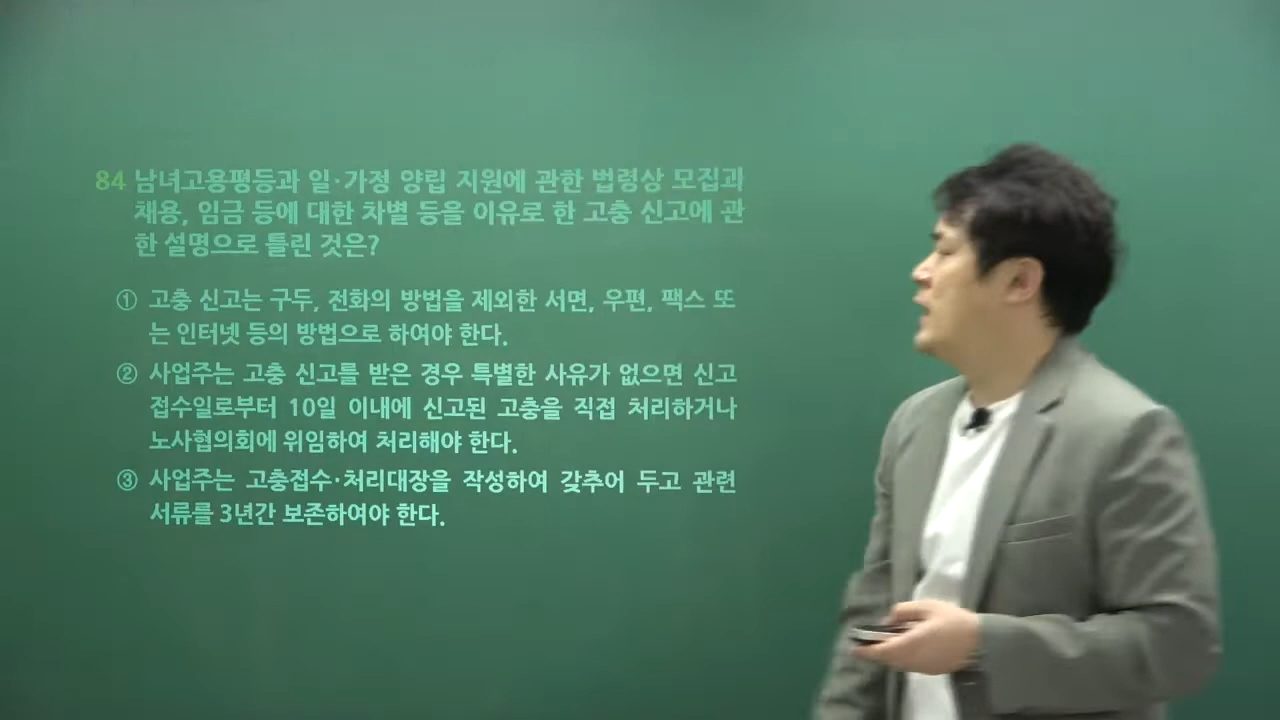 84 남녀고용평등과 일·가정 양립 지원에 관한 법령상 모집과
채용, 임금 등에 대한 차별 등을 이유로 한 고충 신고에 관
한 설명으로 틀린 것은?
① 고충 신고는 구두, 전화의 방법을 제외한 서면, 우편, 팩스 또
는 인터넷 등의 방법으로 하여야 한다.
② 사업주는 고충 신고를 받은 경우 특별한 사유가 없으면 신고
접수일로부터 10일 이내에 신고된 고충을 직접 처리하거나
노사협의회에 위임하여 처리해야 한다.
③ 사업주는 고충접수·처리대장을 작성하여 갖추어 두고 관련
서류를 3년간 보존하여야 한다.